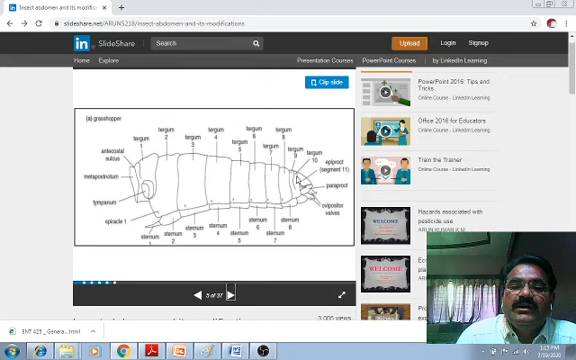 Insect abdomen and its modifications
slideshare.net/ARUN5218/insect-abdomen-and-its-modifications
in SlideShare
Search
Upload
Login
Signup
Home
Explore
Presentation Courses
PowerPoint Courses
by LinkedIn Learning
Clip slide
(a) grasshopper
tergum 1
tergum 2
tergum 3
tergum 4
tergum 5
tergum 6
tergum 7
tergum 8
tergum 9
tergum 10
antecostal sulcus
metapostnotum
tympanum
spiracle 1
epiproct (segment 11)
paraproct
ovipositor valves
sternum 1
sternum 2
sternum 3
sternum 4
sternum 5
sternum 6
sternum 7
sternum 8
5 of 37
3,005 views
PowerPoint 2016: Tips and Tricks
Online Course - LinkedIn Learning
Office 2016 for Educators
Online Course - LinkedIn Learning
Train the Trainer
Online Course - LinkedIn Learning
Hazards associated with pesticide use
ARUN KUMAR K M
WELCOME
WELCOME
ENT 425 _ Genera....html
1:15 PM